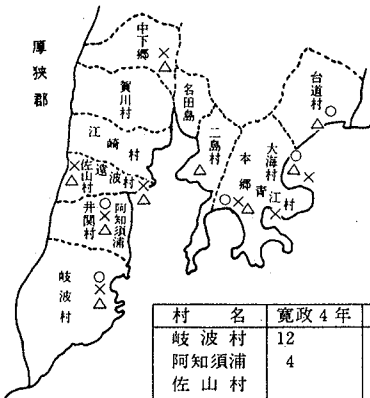 厚狭郡
中下郷
賀川村
江崎村
遠波村
佐山村
井関村
阿知須浦
岐波村
名田島
二島村
本郷
青江村
大海村
台道村
村名 寛政4年
岐波村 12
阿知須浦 4
佐山村